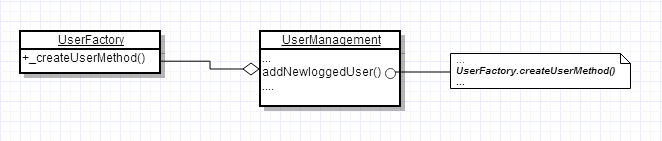 UserFactory
+_createUserMethod()
UserManagement
...
addNewloggedUser()
....
...
UserFactory.createUserMethod()
...